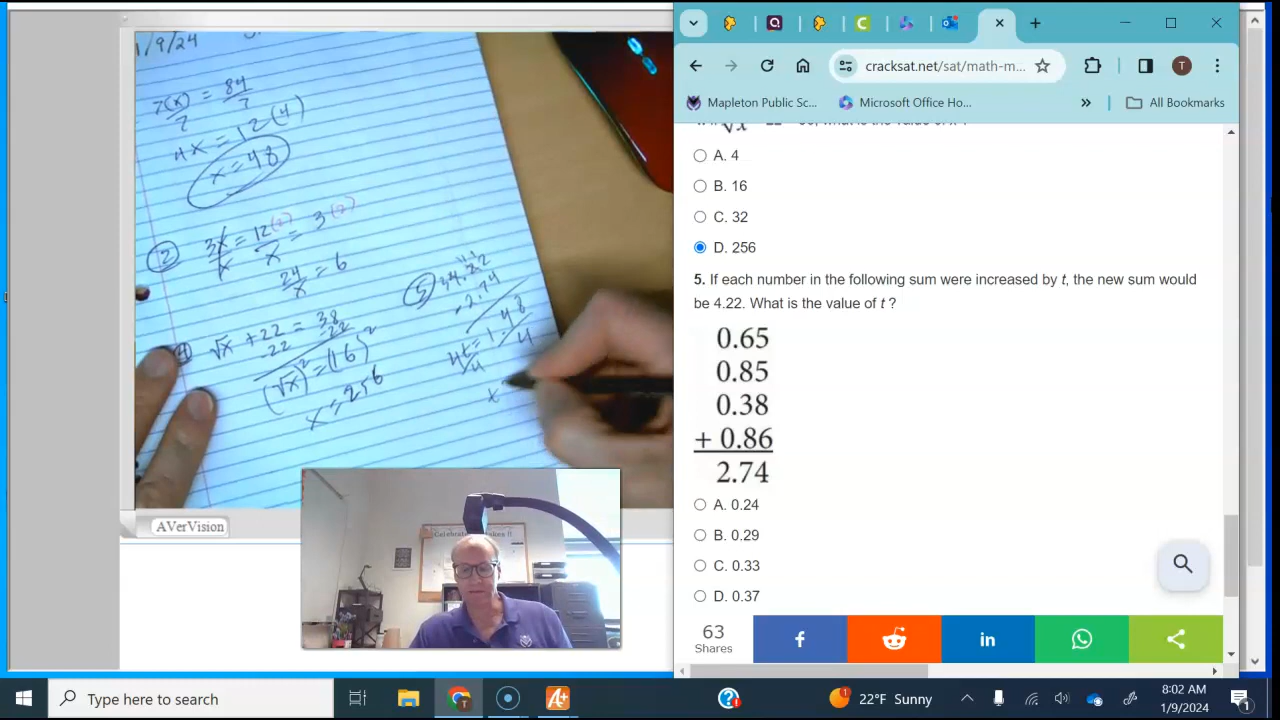 1/9/24
7(x)/7 = 84/7
4x = 12(4)
x = 48
② 3x/x = 12(2)/x = 3(2)
24/x = 6
④ √x + 22 = 38
-22 -22
(√x)² = (16)²
x = 256
⑤
- 2.74
1.48
4t/4 = 4
AVerVision
Celebrate
cracksat.net/sat/math-m...
T
Mapleton Public Sc...
Microsoft Office Ho...
»
All Bookmarks
A. 4
B. 16
C. 32
D. 256
5. If each number in the following sum were increased by t, the new sum would
be 4.22. What is the value of t ?
0.65
0.85
0.38
+ 0.86
2.74
A. 0.24
B. 0.29
C. 0.33
D. 0.37
63
Shares
Type here to search
22°F Sunny
8:02 AM
1/9/2024